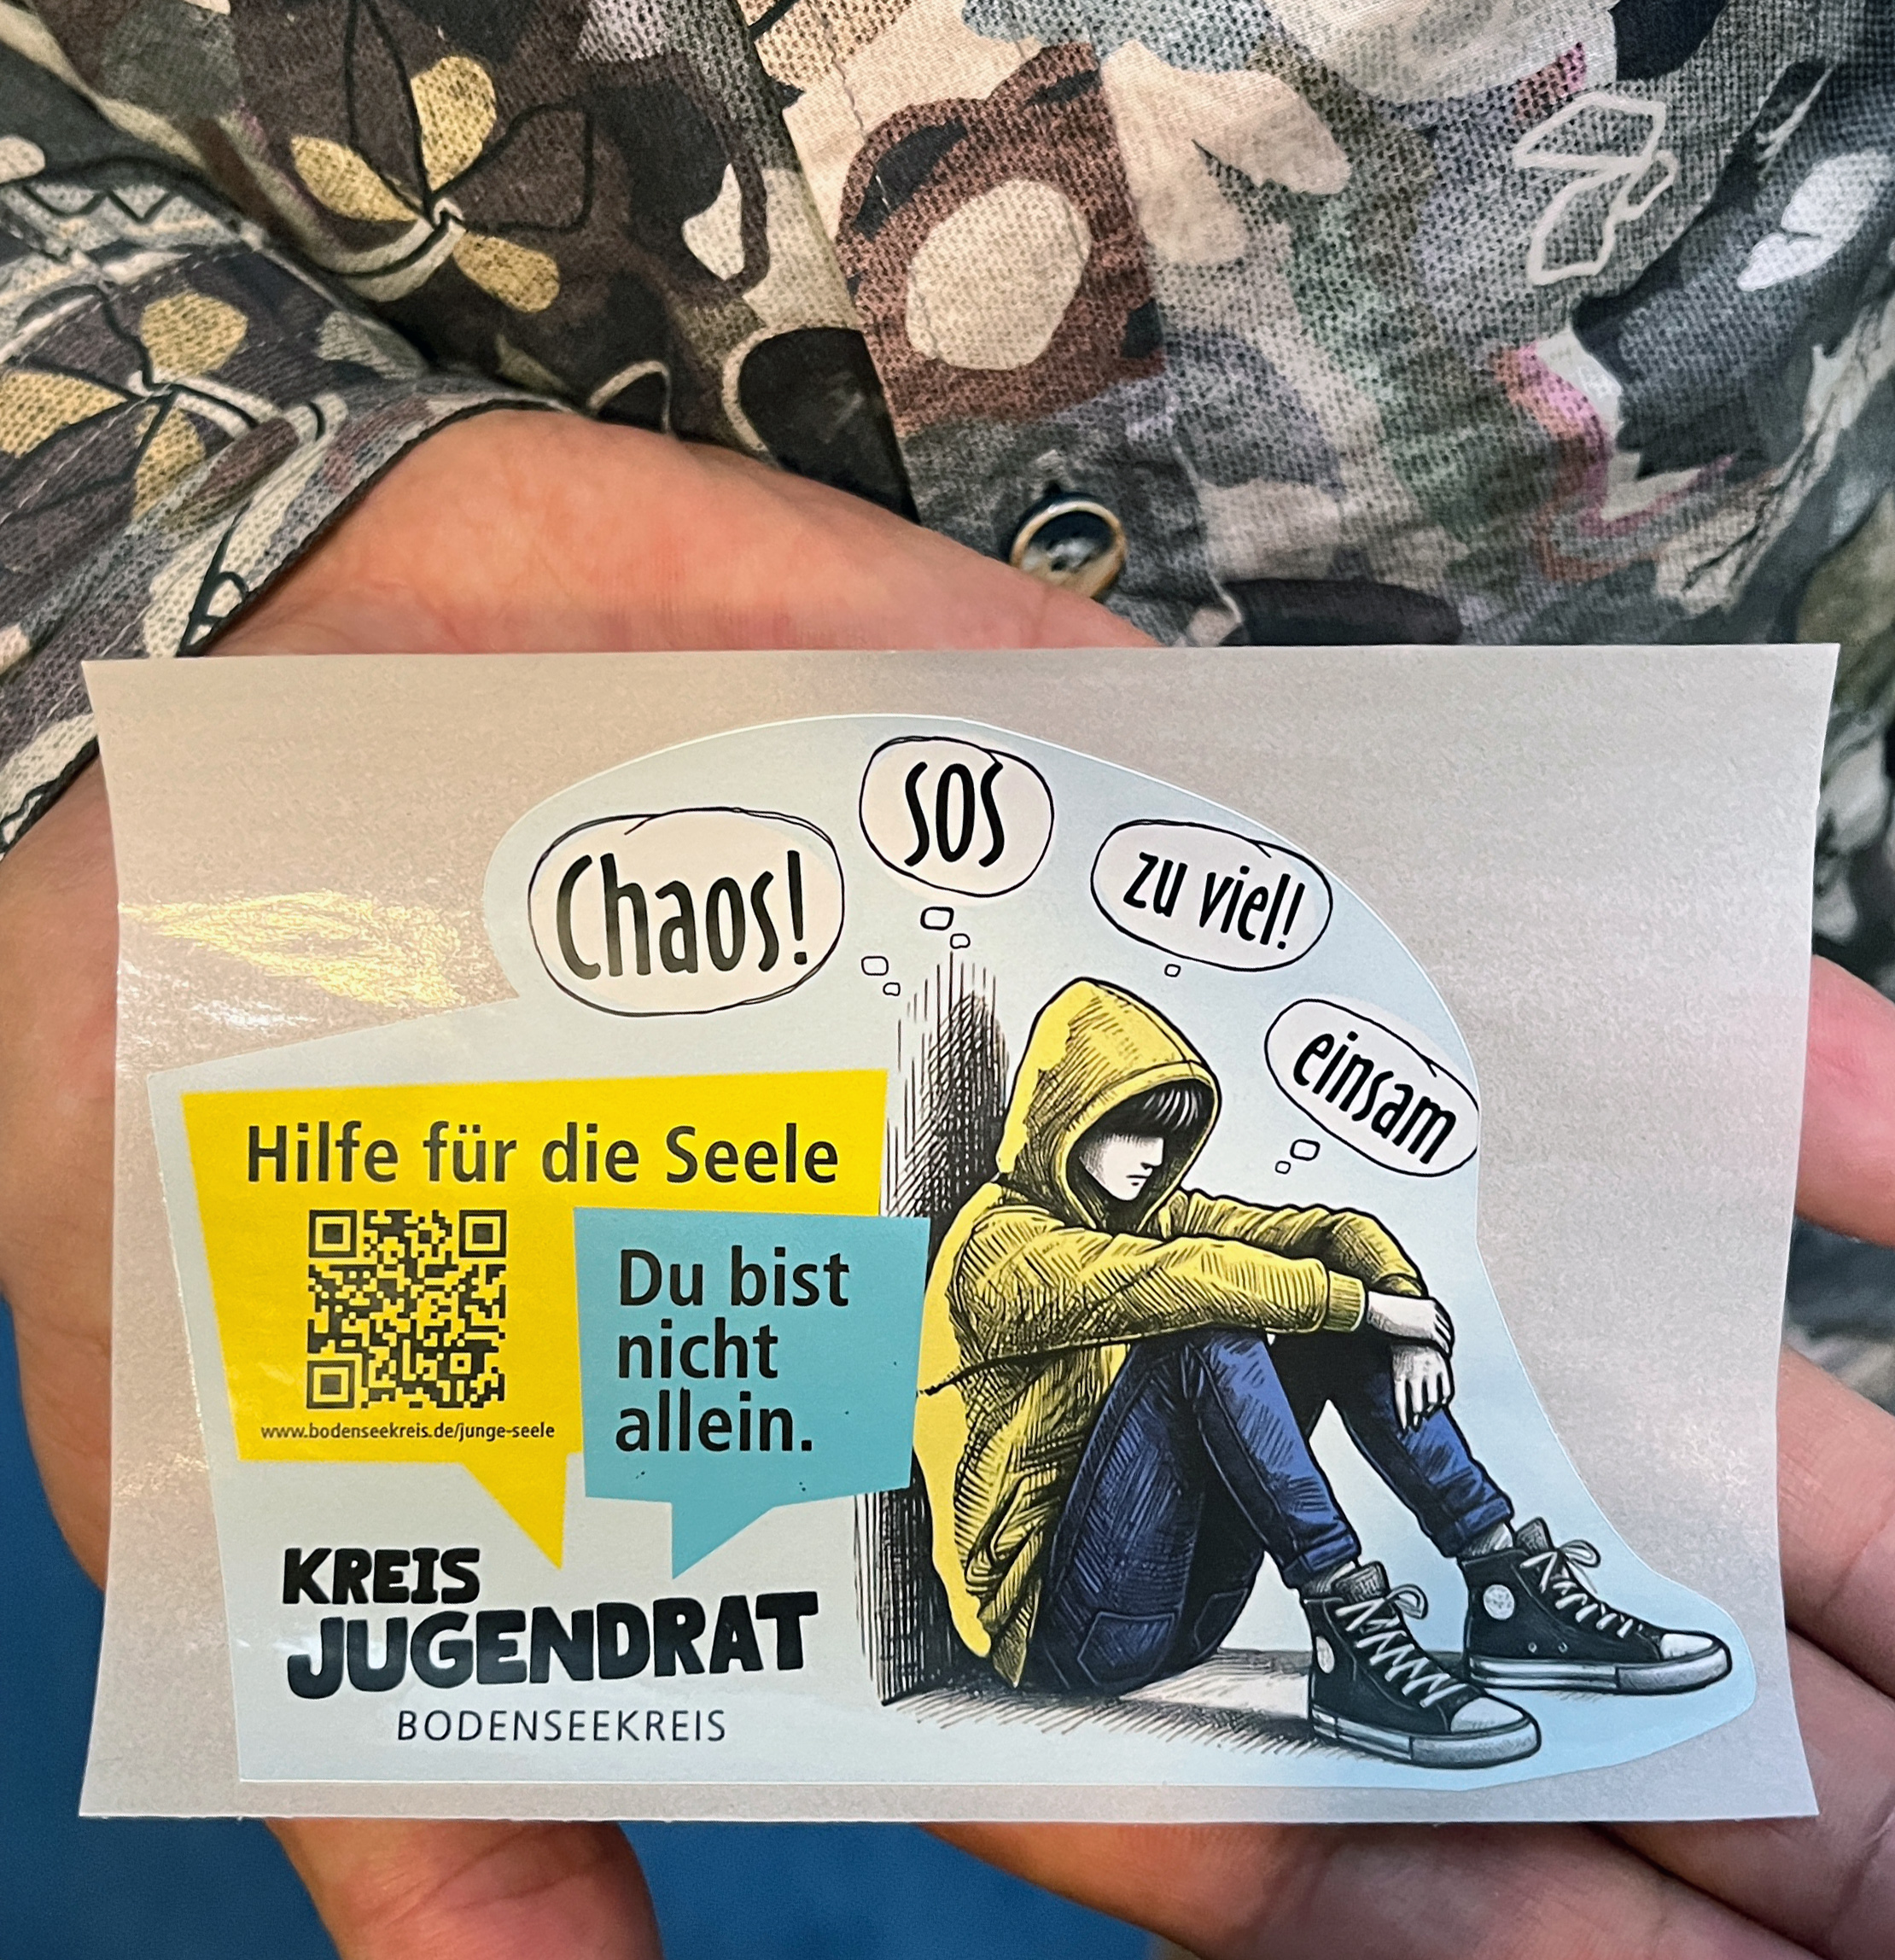 Chaos!
SOS
zu viel!
einsam
Hilfe für die Seele
www.bodenseekreis.de/junge-seele
Du bist
nicht
allein.
KREIS
JUGENDRAT
BODENSEEKREIS